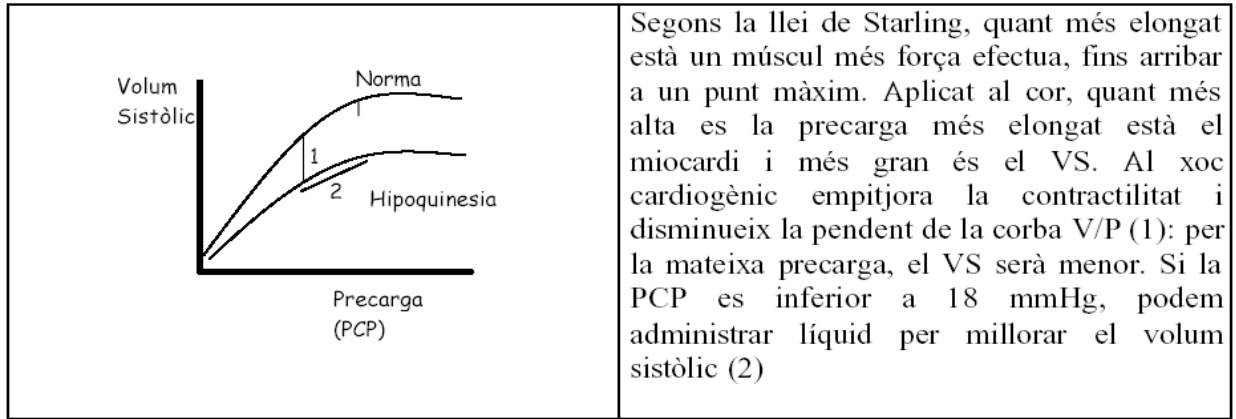 Volum
Sistòlic
Norma
1
2
Hipoquinesia
Precarga
(PCP)
Segons la llei de Starling, quant més elongat
està un múscul més força efectua, fins arribar
a un punt màxim. Aplicat al cor, quant més
alta es la precarga més elongat està el
miocardi i més gran és el VS. Al xoc
cardiogènic empitjora la contractilitat i
disminueix la pendent de la corba V/P (1): per
la mateixa precarga, el VS serà menor. Si la
PCP es inferior a 18 mmHg, podem
administrar líquid per millorar el volum
sistòlic (2)